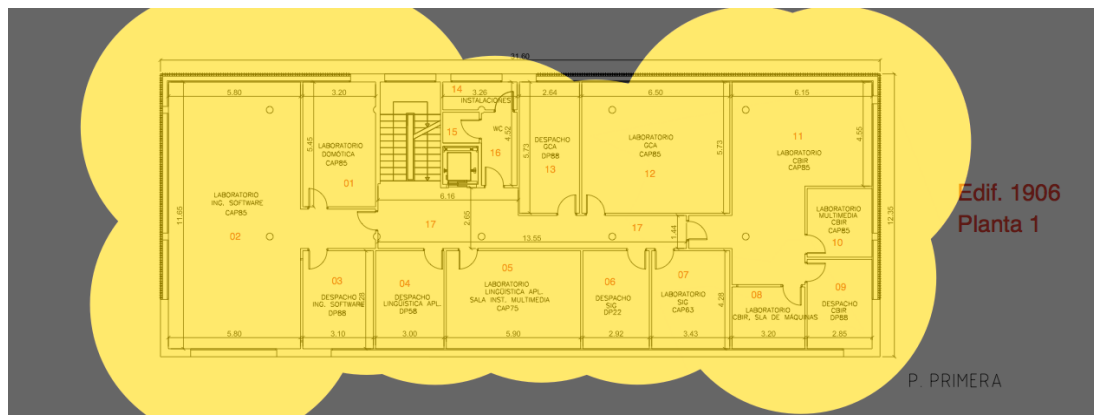 31.60
5.80
3.20
14
3.26
INSTALACIONES
2.64
6.50
6.15
15
WC
4.52
16
5.45
LABORATORIO
DOMÓTICA
CAP85
01
DESPACHO
GCA
DP88
13
5.73
LABORATORIO
GCA
CAP85
12
5.73
11
LABORATORIO
CBIR
CAP85
4.55
LABORATORIO
ING. SOFTWARE
CAP85
02
11.65
6.16
2.65
17
13.55
17
1.44
LABORATORIO
MULTIMEDIA
CBIR
CAP85
10
12.35
Edif. 1906
Planta 1
03
DESPACHO
ING. SOFTWARE
DP88
4.28
04
DESPACHO
LINGÜÍSTICA APL.
DP58
05
LABORATORIO
LINGÜÍSTICA APL.
SALA INST. MULTIMEDIA
CAP75
06
DESPACHO
SIG
DP22
07
LABORATORIO
SIG
CAP63
4.28
08
LABORATORIO
CBIR, SLA DE MÁQUINAS
09
DESPACHO
CBIR
DP88
5.80
3.10
3.00
5.90
2.92
3.43
3.20
2.85
P. PRIMERA